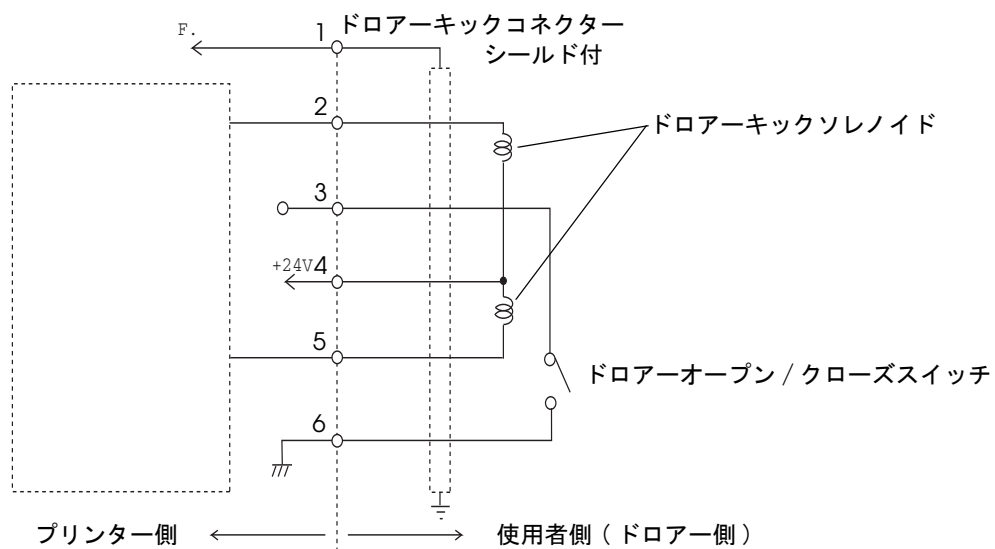 F.
1
ドロアーキックコネクター
シールド付
2
ドロアーキックソレノイド
3
+24V
4
5
ドロアーオープン / クローズスイッチ
6
プリンター側
使用者側 ( ドロアー側 )